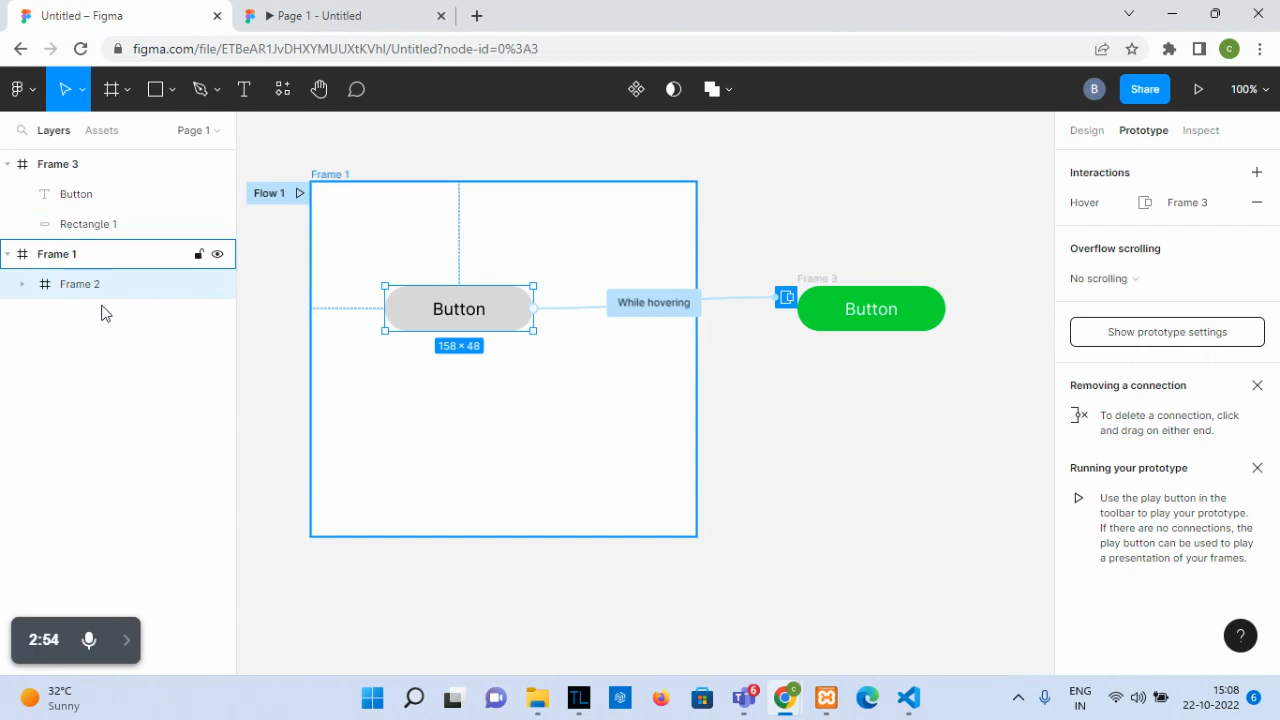 Untitled – Figma
Page 1 - Untitled
figma.com/file/ETBeAR1JvDHXYMUUXtKVhI/Untitled?node-id=0%3A3
c
B
Share
100%
Layers
Assets
Page 1
Design
Prototype
Inspect
Frame 3
Button
Rectangle 1
Frame 1
Frame 2
Frame 1
Flow 1
Button
158 × 48
While hovering
Frame 3
Button
Interactions
Hover
Frame 3
Overflow scrolling
No scrolling
Show prototype settings
Removing a connection
To delete a connection, click
and drag on either end.
Running your prototype
Use the play button in the
toolbar to play your prototype.
If there are no connections, the
play button can be used to play
a presentation of your frames.
?
2:54
32°C
Sunny
TL
6
c
ENG
IN
15:08
22-10-2022
6